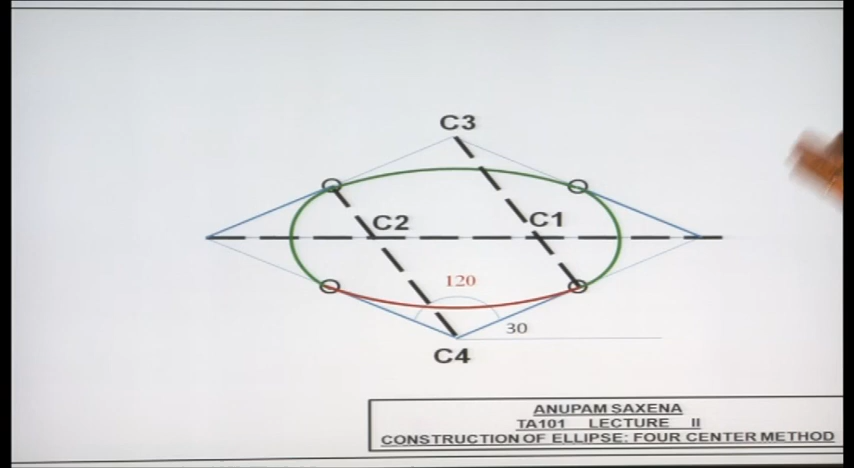 C3
C2
C1
120
30
C4
ANUPAM SAXENA
TA101 LECTURE II
CONSTRUCTION OF ELLIPSE: FOUR CENTER METHOD